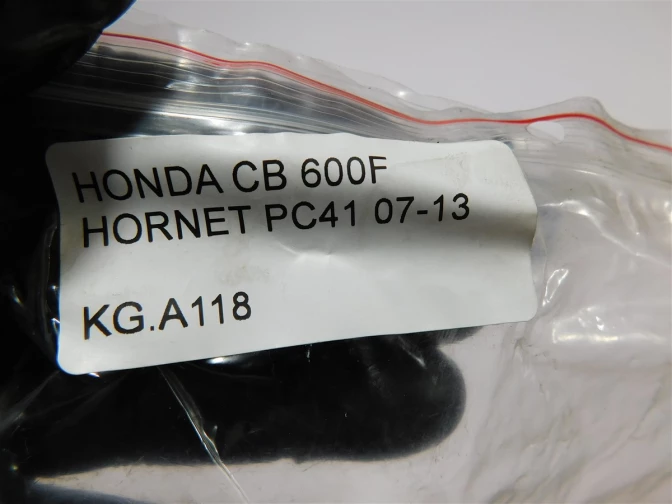 HONDA CB 600F
HORNET PC41 07-13
KG.A118